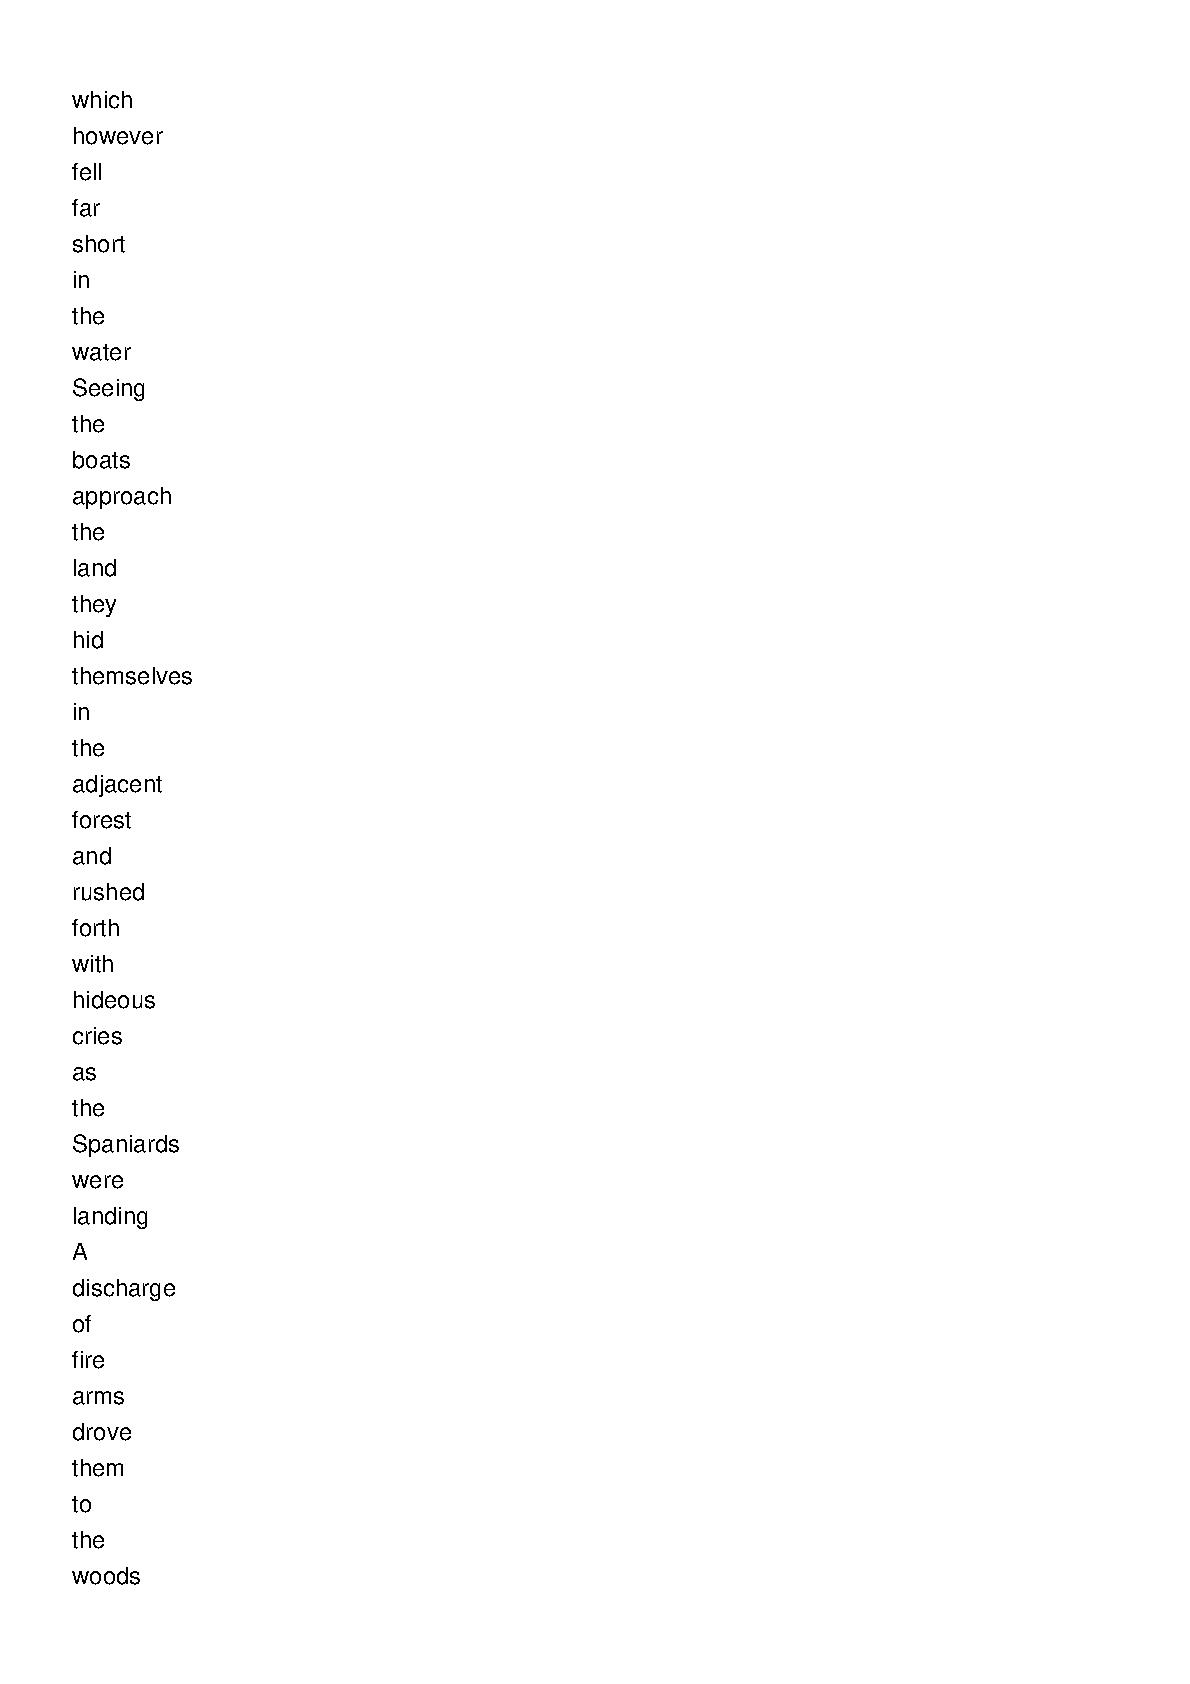 which
however
fell
far
short
in
the
water
Seeing
the
boats
approach
the
land
they
hid
themselves
in
the
adjacent
forest
and
rushed
forth
with
hideous
cries
as
the
Spaniards
were
landing
A
discharge
of
fire
arms
drove
them
to
the
woods